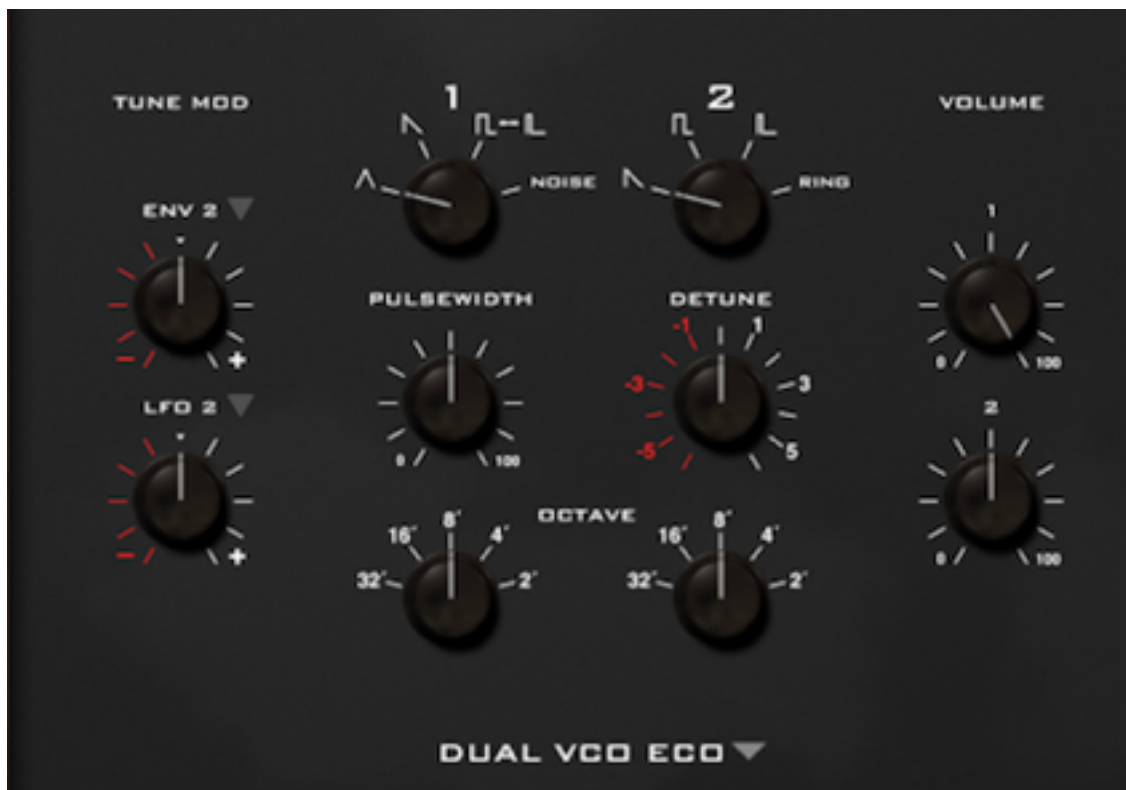 TUNE MOD
1
2
VOLUME
NOISE
RING
ENV 2
1
PULSEWIDTH
DETUNE
-1 1
-3 3
- +
0 100
LFO 2
-5 5
0 100
2
OCTAVE
8' 8'
16' 4' 16' 4'
- +
0 100
32' 2' 32' 2'
DUAL VCO ECO